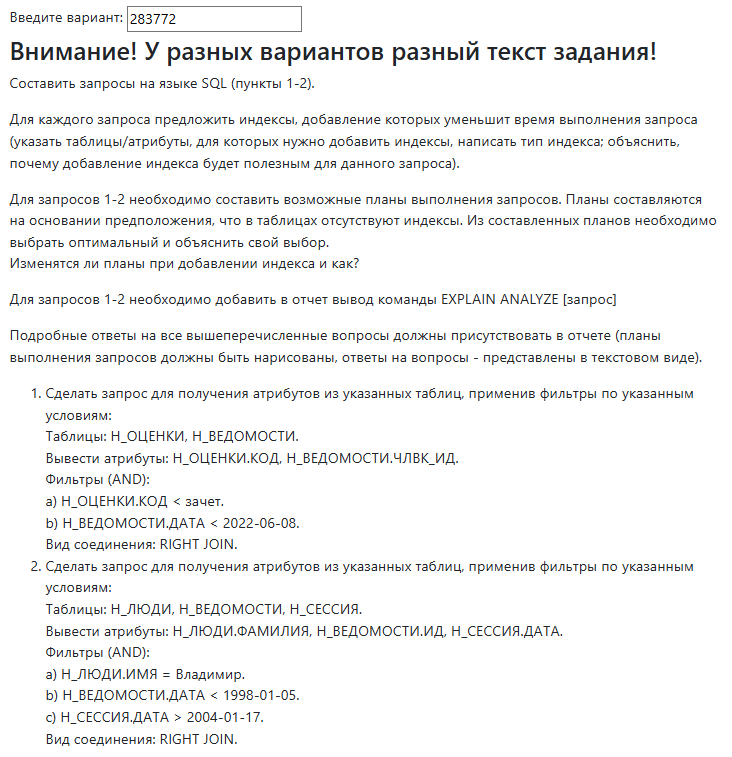 Введите вариант: 283772
Внимание! У разных вариантов разный текст задания!
Составить запросы на языке SQL (пункты 1-2).
Для каждого запроса предложить индексы, добавление которых уменьшит время выполнения запроса
(указать таблицы/атрибуты, для которых нужно добавить индексы, написать тип индекса; объяснить,
почему добавление индекса будет полезным для данного запроса).
Для запросов 1-2 необходимо составить возможные планы выполнения запросов. Планы составляются
на основании предположения, что в таблицах отсутствуют индексы. Из составленных планов необходимо
выбрать оптимальный и объяснить свой выбор.
Изменятся ли планы при добавлении индекса и как?
Для запросов 1-2 необходимо добавить в отчет вывод команды EXPLAIN ANALYZE [запрос]
Подробные ответы на все вышеперечисленные вопросы должны присутствовать в отчете (планы
выполнения запросов должны быть нарисованы, ответы на вопросы - представлены в текстовом виде).
1. Сделать запрос для получения атрибутов из указанных таблиц, применив фильтры по указанным
условиям:
Таблицы: Н_ОЦЕНКИ, Н_ВЕДОМОСТИ.
Вывести атрибуты: Н_ОЦЕНКИ.КОД, Н_ВЕДОМОСТИ.ЧЛВК_ИД.
Фильтры (AND):
a) Н_ОЦЕНКИ.КОД < зачет.
b) Н_ВЕДОМОСТИ.ДАТА < 2022-06-08.
Вид соединения: RIGHT JOIN.
2. Сделать запрос для получения атрибутов из указанных таблиц, применив фильтры по указанным
условиям:
Таблицы: Н_ЛЮДИ, Н_ВЕДОМОСТИ, Н_СЕССИЯ.
Вывести атрибуты: Н_ЛЮДИ.ФАМИЛИЯ, Н_ВЕДОМОСТИ.ИД, Н_СЕССИЯ.ДАТА.
Фильтры (AND):
a) Н_ЛЮДИ.ИМЯ = Владимир.
b) Н_ВЕДОМОСТИ.ДАТА < 1998-01-05.
c) Н_СЕССИЯ.ДАТА > 2004-01-17.
Вид соединения: RIGHT JOIN.